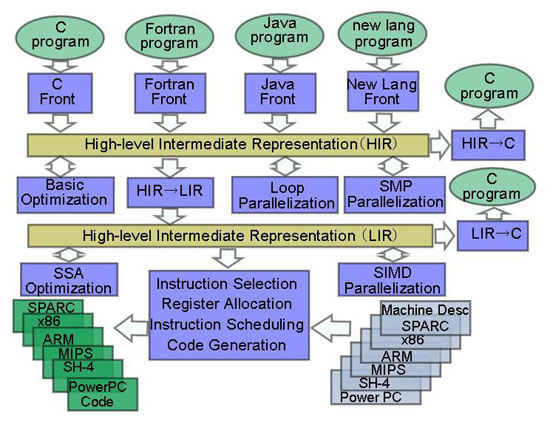 C
program
Fortran
program
Java
program
new lang
program
C
Front
Fortran
Front
Java
Front
New Lang
Front
C
program
High-level Intermediate Representation(HIR)
HIR→C
Basic
Optimization
HIR→LIR
Loop
Parallelization
SMP
Parallelization
C
program
High-level Intermediate Representation (LIR)
LIR→C
SSA
Optimization
Instruction Selection
Register Allocation
Instruction Scheduling
Code Generation
SIMD
Parallelization
SPARC
x86
ARM
MIPS
SH-4
PowerPC
Code
Machine Desc
SPARC
x86
ARM
MIPS
SH-4
Power PC